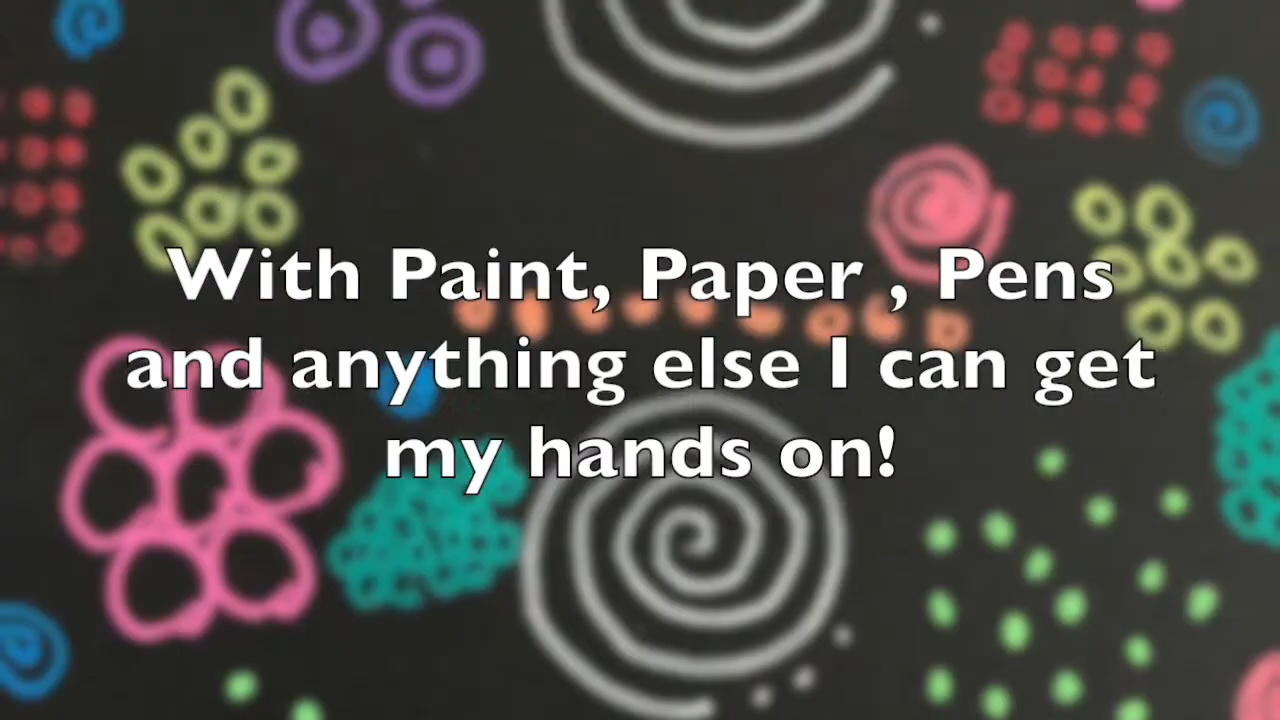 With Paint, Paper , Pens
and anything else I can get
my hands on!